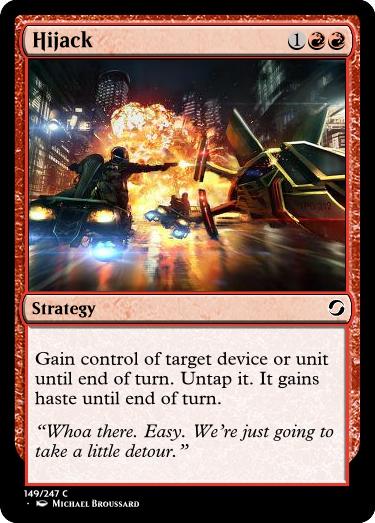 Hijack 1
Strategy
Gain control of target device or unit
until end of turn. Untap it. It gains
haste until end of turn.
“Whoa there. Easy. We’re just going to
take a little detour.”
149/247 C
· Michael Broussard